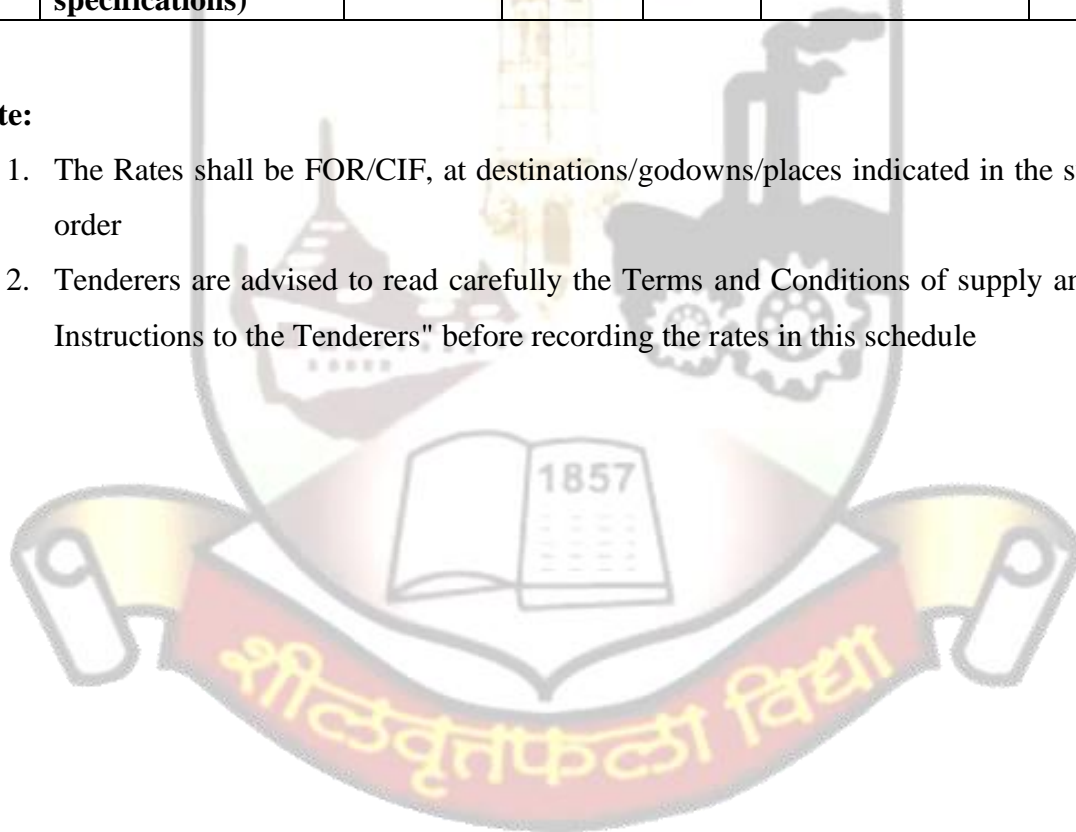 specifications)
te:
1. The Rates shall be FOR/CIF, at destinations/godowns/places indicated in the s
order
2. Tenderers are advised to read carefully the Terms and Conditions of supply an
Instructions to the Tenderers" before recording the rates in this schedule
1857
शीलवृतफला विद्या